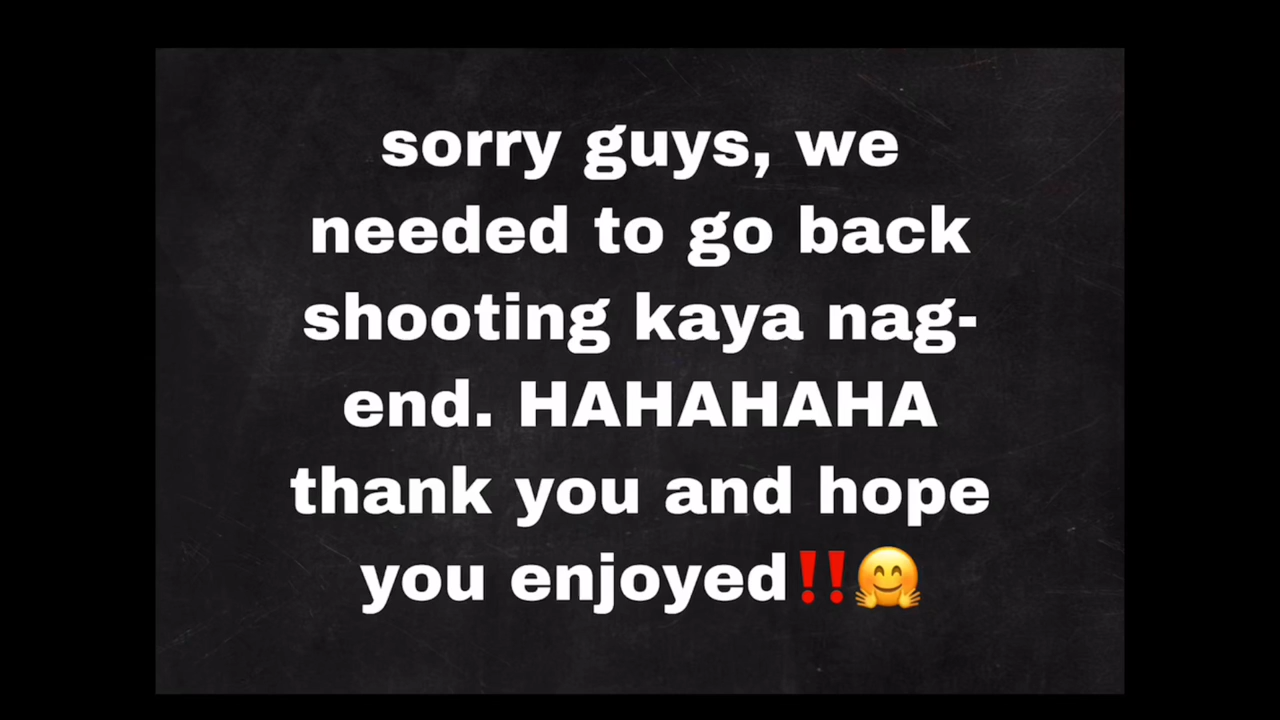 sorry guys, we
needed to go back
shooting kaya nag-
end. HAHAHAHA
thank you and hope
you enjoyed‼️🤗